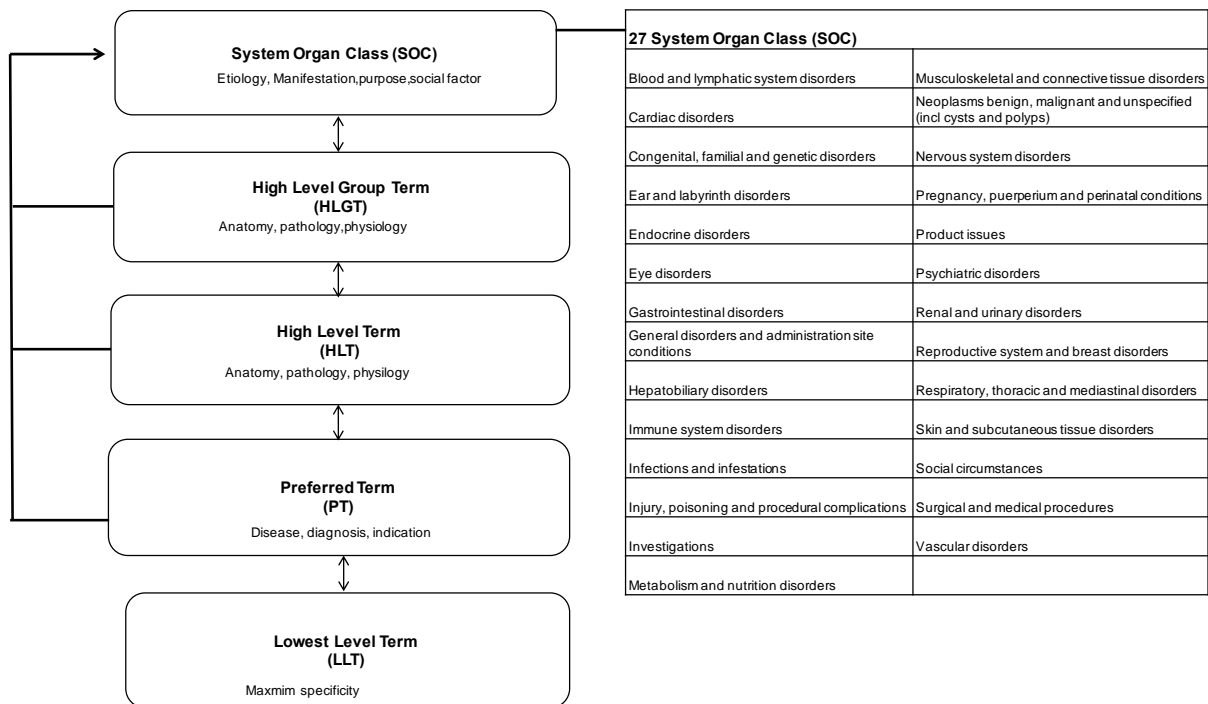 System Organ Class (SOC)
Etiology, Manifestation,purpose,social factor
High Level Group Term
(HLGT)
Anatomy, pathology,physiology
High Level Term
(HLT)
Anatomy, pathology, physilogy
Preferred Term
(PT)
Disease, diagnosis, indication
Lowest Level Term
(LLT)
Maxmim specificity
27 System Organ Class (SOC)
Blood and lymphatic system disorders
Musculoskeletal and connective tissue disorders
Cardiac disorders
Neoplasms benign, malignant and unspecified
(incl cysts and polyps)
Congenital, familial and genetic disorders
Nervous system disorders
Ear and labyrinth disorders
Pregnancy, puerperium and perinatal conditions
Endocrine disorders
Product issues
Eye disorders
Psychiatric disorders
Gastrointestinal disorders
Renal and urinary disorders
General disorders and administration site
conditions
Reproductive system and breast disorders
Hepatobiliary disorders
Respiratory, thoracic and mediastinal disorders
Immune system disorders
Skin and subcutaneous tissue disorders
Infections and infestations
Social circumstances
Injury, poisoning and procedural complications
Surgical and medical procedures
Investigations
Vascular disorders
Metabolism and nutrition disorders